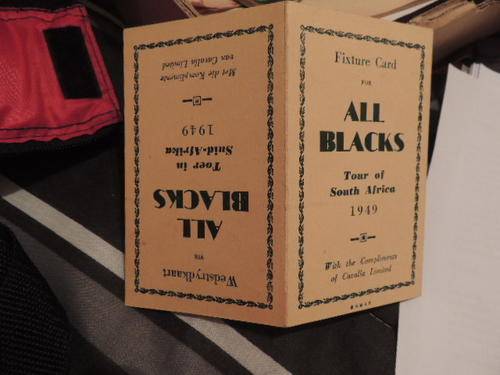 Fixture Card
FOR
ALL
BLACKS
Tour of
South Africa
1949
With the Compliments
of Cavalla Limited
Wedstrydkaart
VIR
ALL
BLACKS
Toer in
Suid-Afrika
1949
Met die Komplimente
van Cavalla Limited